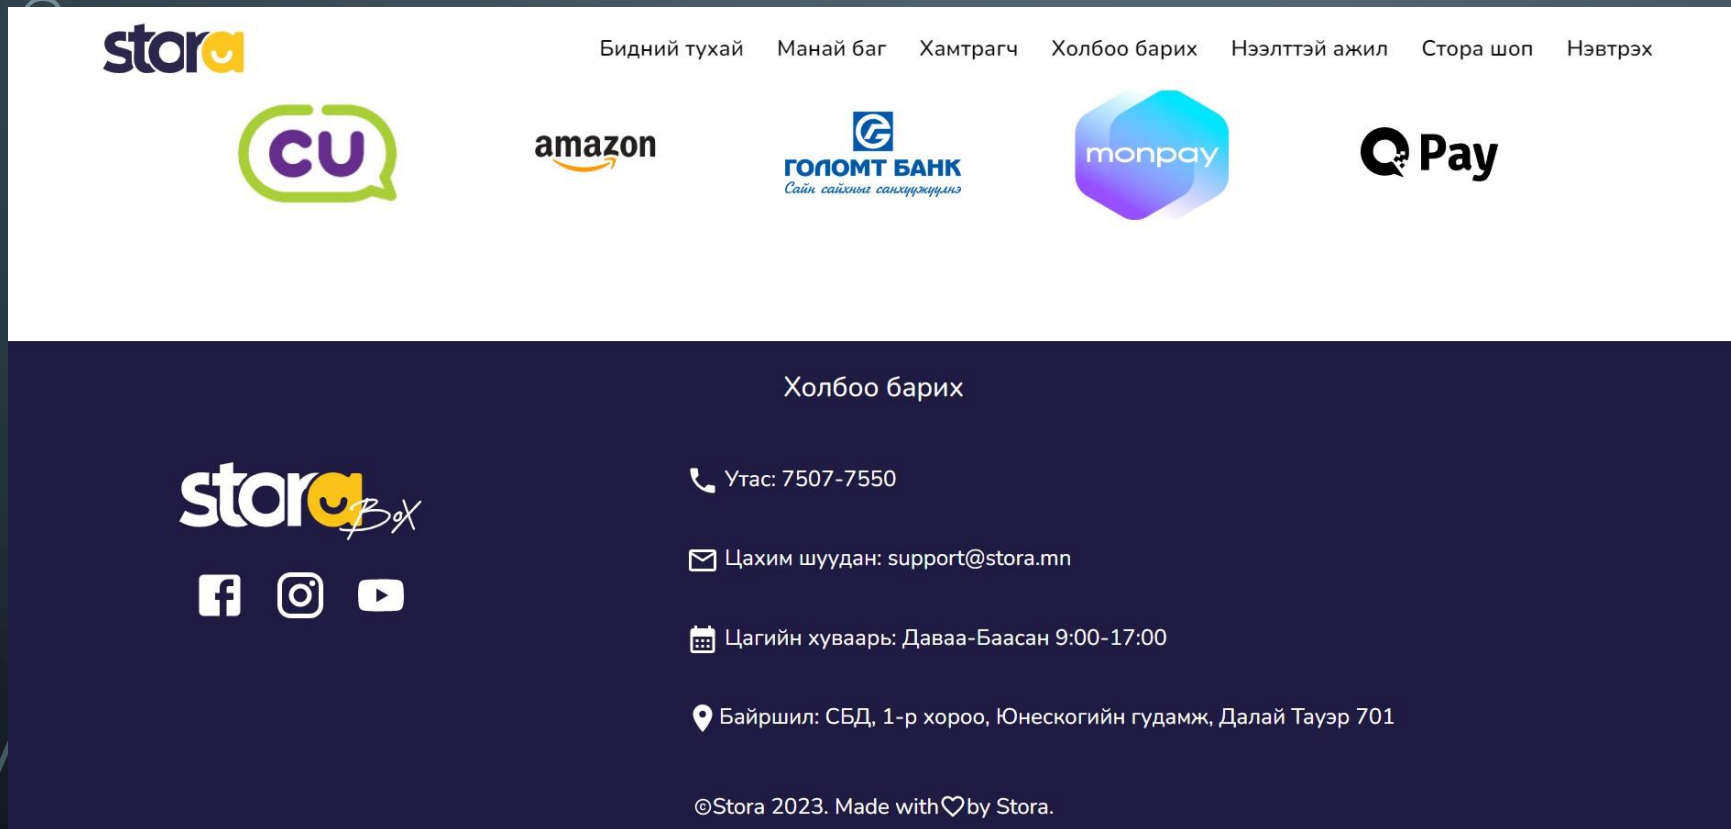 stora
Бидний тухай Манай баг Хамтрагч Холбоо барих Нээлттэй ажил Стора шоп Нэвтрэх
CU
amazon
ГОЛОМТ БАНК
Сайн сайхныг санхүүжүүлнэ
monpay
QPay
Холбоо барих
stora Box
Утас: 7507-7550
Цахим шуудан: support@stora.mn
Цагийн хуваарь: Даваа-Баасан 9:00-17:00
Байршил: СБД, 1-р хороо, Юнескогийн гудамж, Далай Тауэр 701
©Stora 2023. Made with♡by Stora.